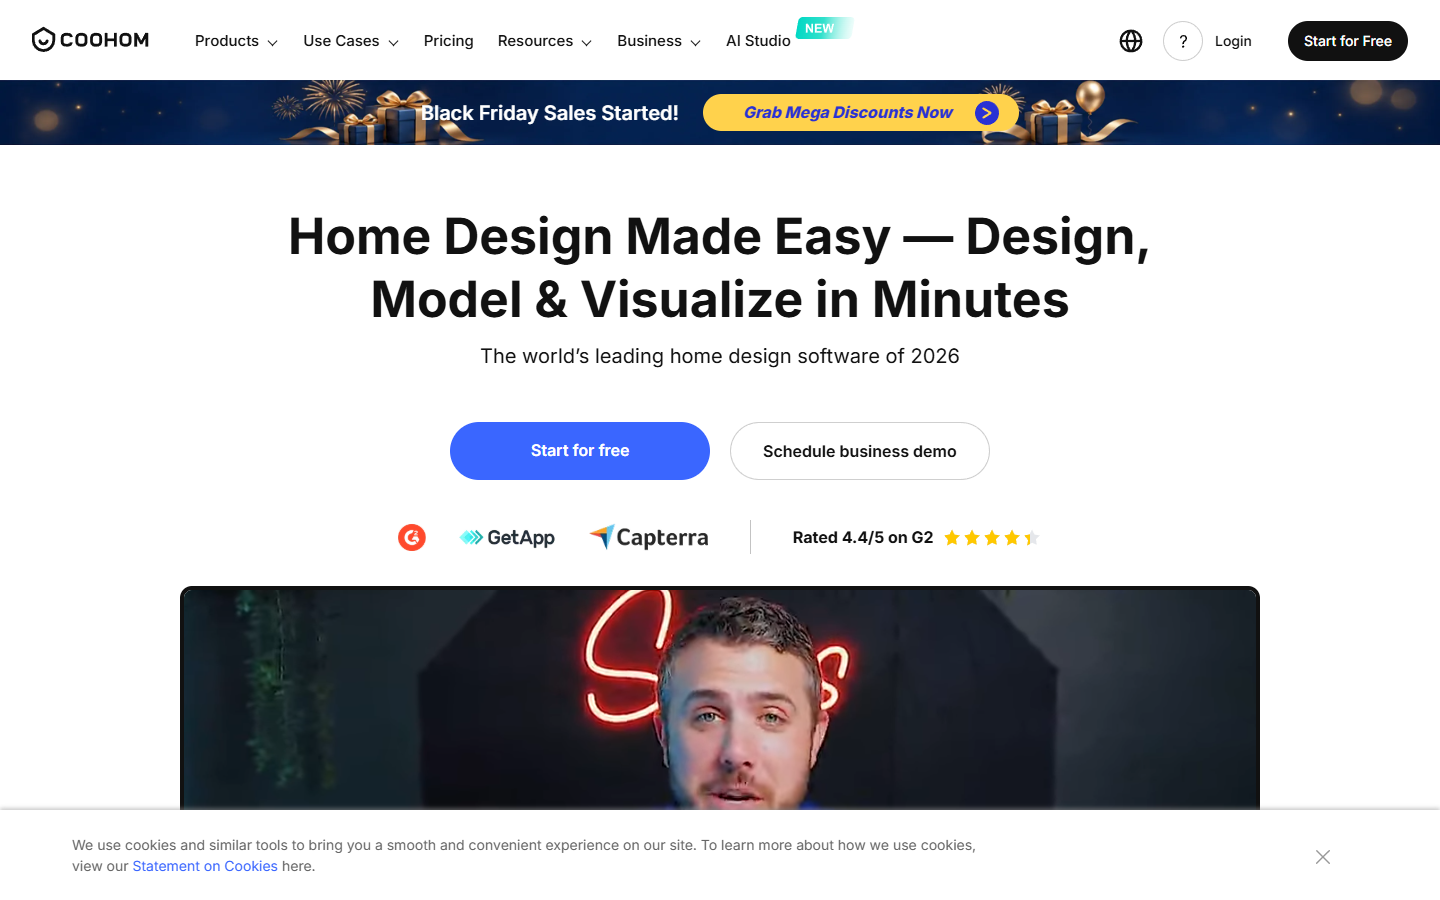 COOHOM
Products
Use Cases
Pricing
Resources
Business
AI Studio
NEW
?
Login
Start for Free
Black Friday Sales Started!
Grab Mega Discounts Now
Home Design Made Easy — Design,
Model & Visualize in Minutes
The world’s leading home design software of 2026
Start for free
Schedule business demo
GetApp
Capterra
Rated 4.4/5 on G2
We use cookies and similar tools to bring you a smooth and convenient experience on our site. To learn more about how we use cookies,
view our Statement on Cookies here.